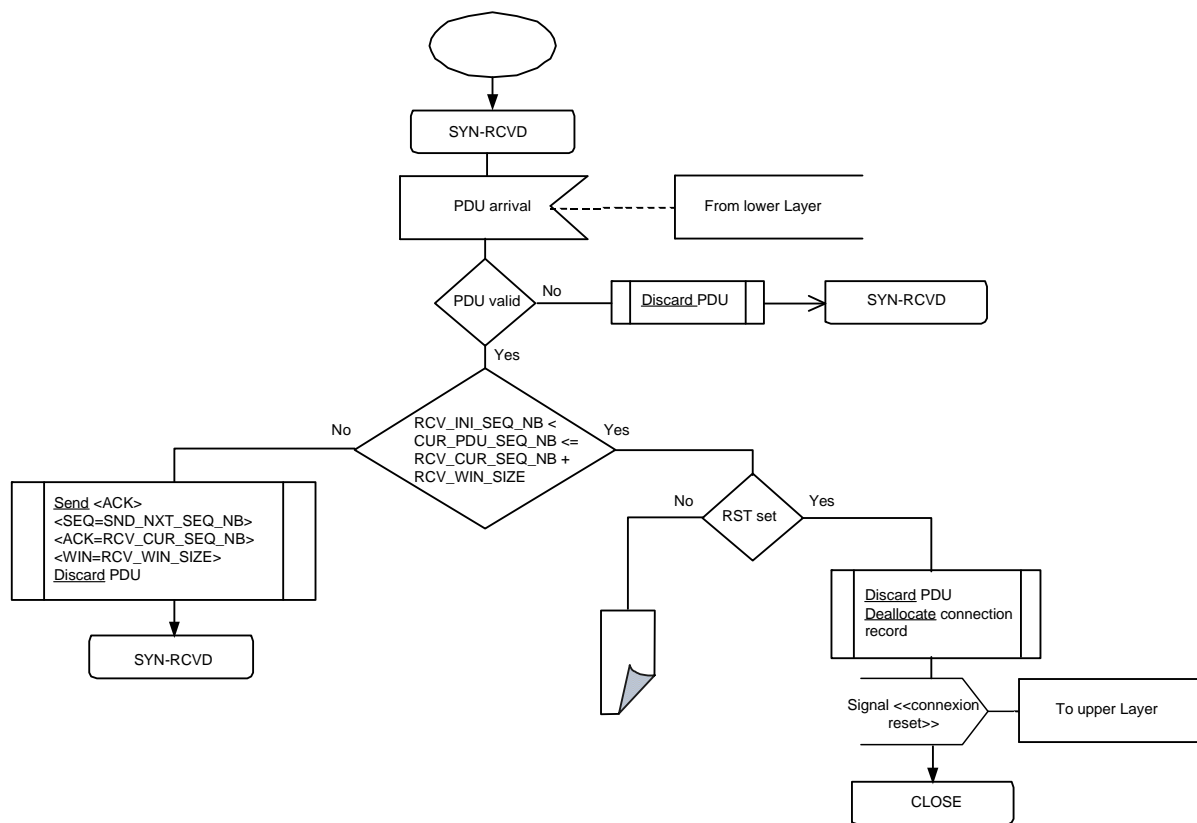 SYN-RCVD
PDU arrival
From lower Layer
PDU valid
No
Discard PDU
SYN-RCVD
Yes
RCV_INI_SEQ_NB <
CUR_PDU_SEQ_NB <=
RCV_CUR_SEQ_NB +
RCV_WIN_SIZE
No
Yes
Send <ACK>
<SEQ=SND_NXT_SEQ_NB>
<ACK=RCV_CUR_SEQ_NB>
<WIN=RCV_WIN_SIZE>
Discard PDU
SYN-RCVD
No
RST set
Yes
Discard PDU
Deallocate connection
record
Signal <<connexion
reset>>
To upper Layer
CLOSE